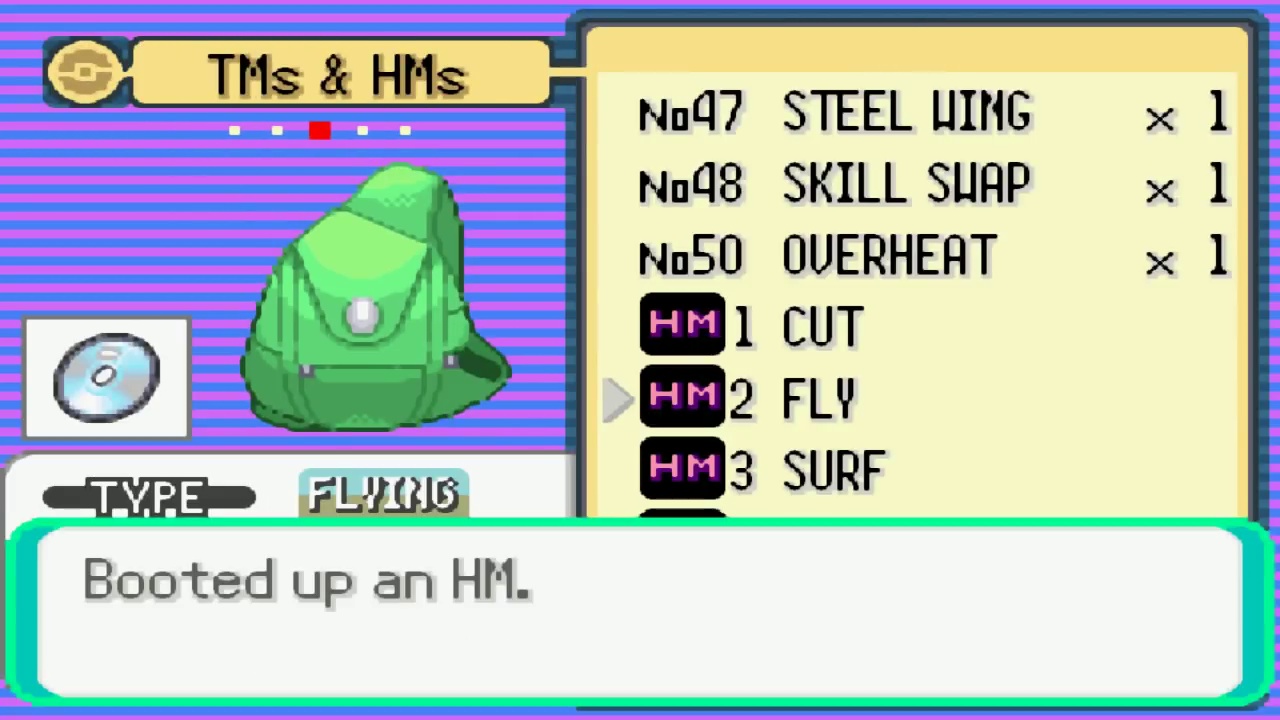 TMs & HMs
No47 STEEL WING × 1
No48 SKILL SWAP × 1
No50 OVERHEAT × 1
HM1 CUT
HM2 FLY
HM3 SURF
TYPE FLYING
Booted up an HM.